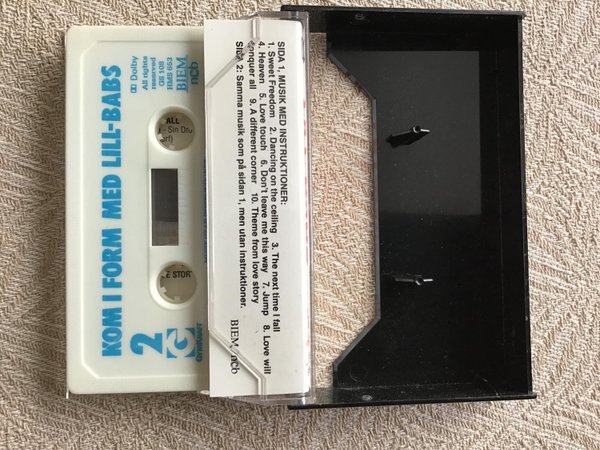 KOM I FORM MED LILL-BABS
2
Dolby
All rights
reserved
BIEM
ncb
SIDA 1, MUSIK MED INSTRUKTIONER:
1. Sweet Freedom 2. Dancing on the ceiling 3. The next time I fall
4. Heaven 5. Love touch 6. Don't leave me this way 7. Jump 8. Love will
conquer all 9. A different corner 10. Theme from love story
SIDA 2: Samma musik som på sidan 1, men utan instruktioner.
BIEM ncb
ALL
Sin
E STOR